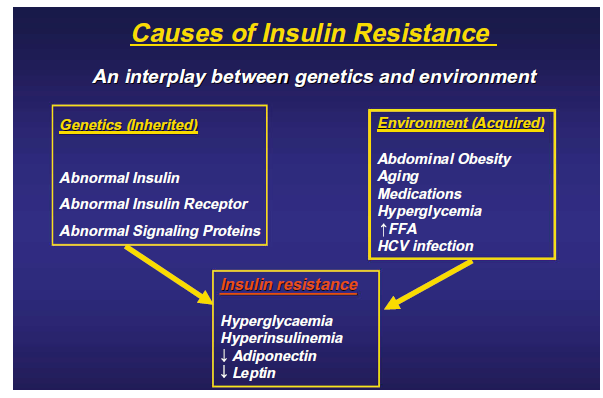 Causes of Insulin Resistance
An interplay between genetics and environment
Genetics (Inherited)
Abnormal Insulin
Abnormal Insulin Receptor
Abnormal Signaling Proteins
Environment (Acquired)
Abdominal Obesity
Aging
Medications
Hyperglycemia
↑FFA
HCV infection
Insulin resistance
Hyperglycaemia
Hyperinsulinemia
↓ Adiponectin
↓ Leptin